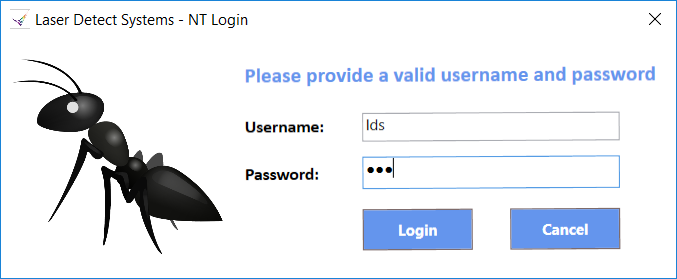 Laser Detect Systems - NT Login
Please provide a valid username and password
Username: lds
Password: •••
Login Cancel